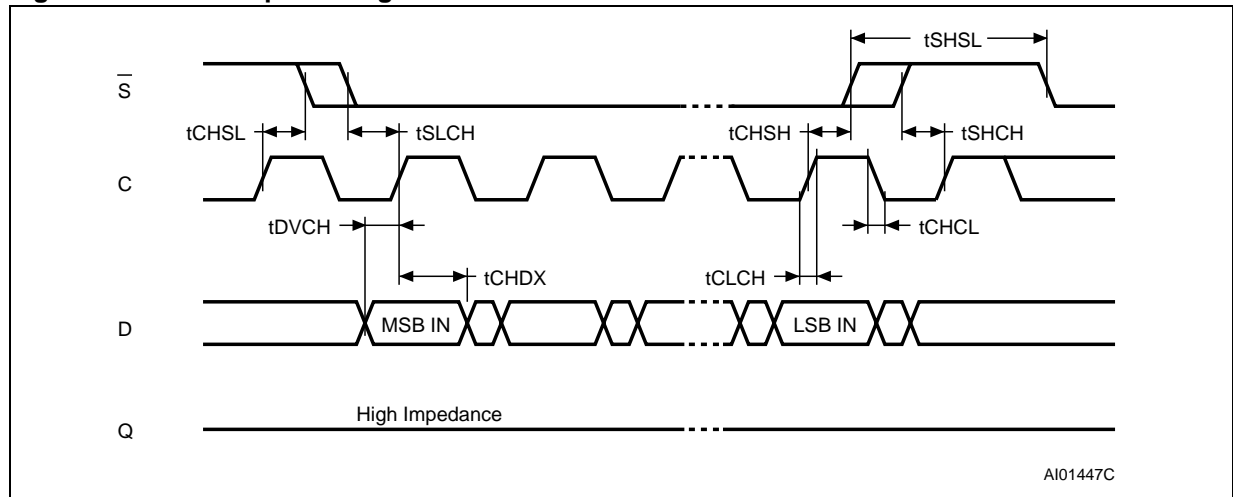 tSHSL
S
tCHSL
tSLCH
tCHSH
tSHCH
C
tDVCH
tCHCL
tCHDX
tCLCH
D
MSB IN
LSB IN
High Impedance
Q
AI01447C